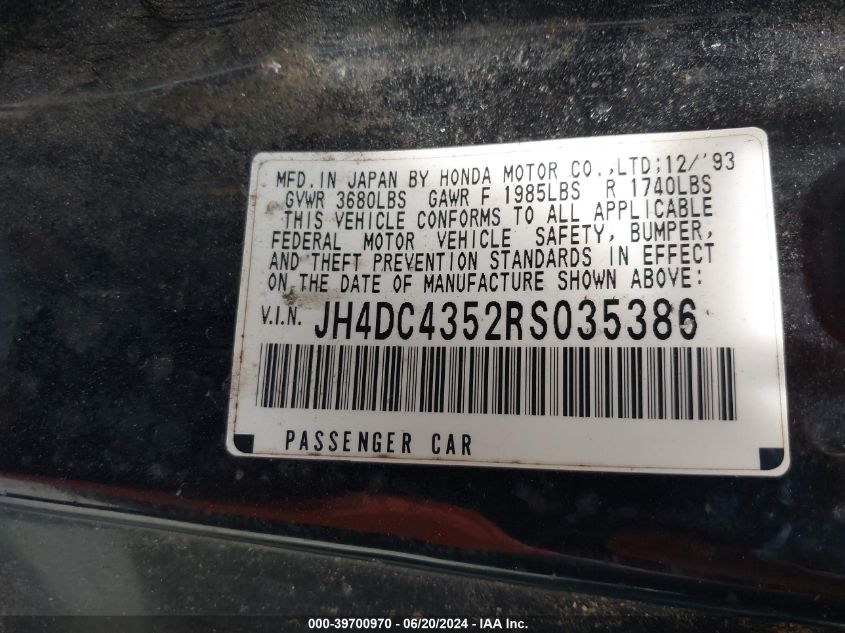 MFD. IN JAPAN BY HONDA MOTOR CO.,LTD;12/'93
GVWR 3680LBS GAWR F 1985LBS R 1740LBS
THIS VEHICLE CONFORMS TO ALL APPLICABLE
FEDERAL MOTOR VEHICLE SAFETY, BUMPER,
AND THEFT PREVENTION STANDARDS IN EFFECT
ON THE DATE OF MANUFACTURE SHOWN ABOVE:
V.I.N. JH4DC4352RS035386
PASSENGER CAR
000-39700970 - 06/20/2024 - IAA Inc.